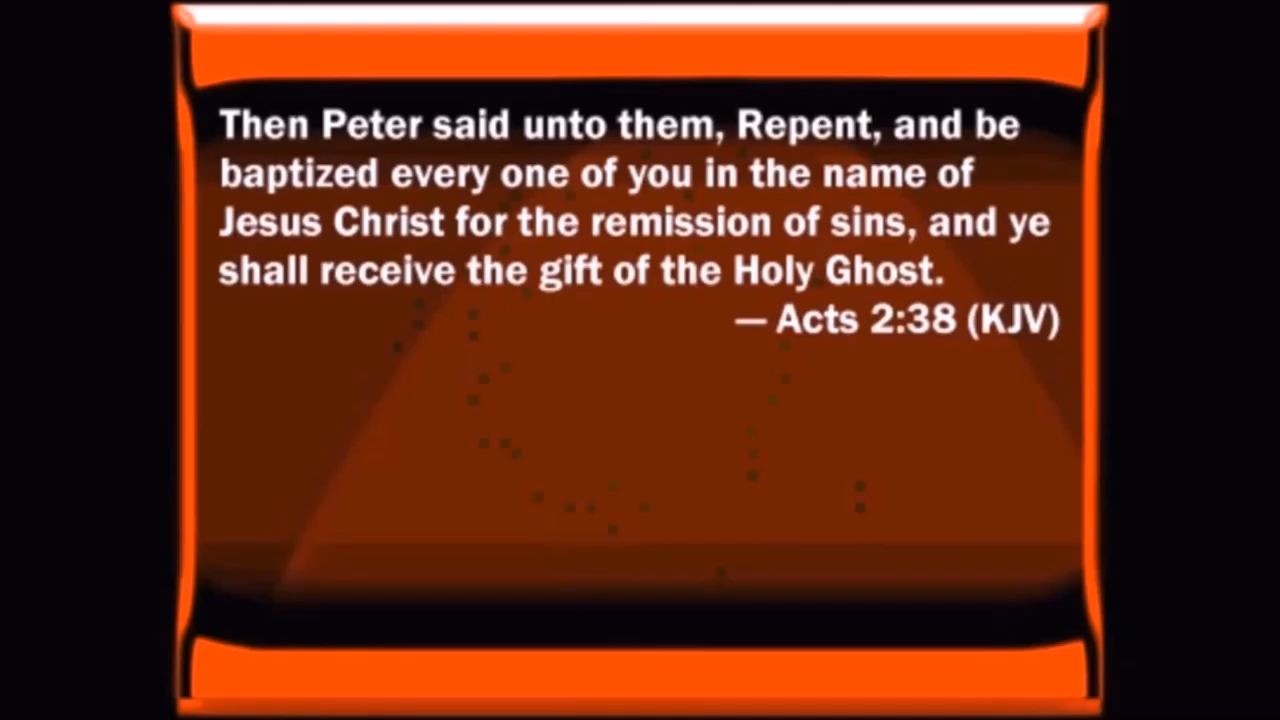 Then Peter said unto them, Repent, and be
baptized every one of you in the name of
Jesus Christ for the remission of sins, and ye
shall receive the gift of the Holy Ghost.
— Acts 2:38 (KJV)